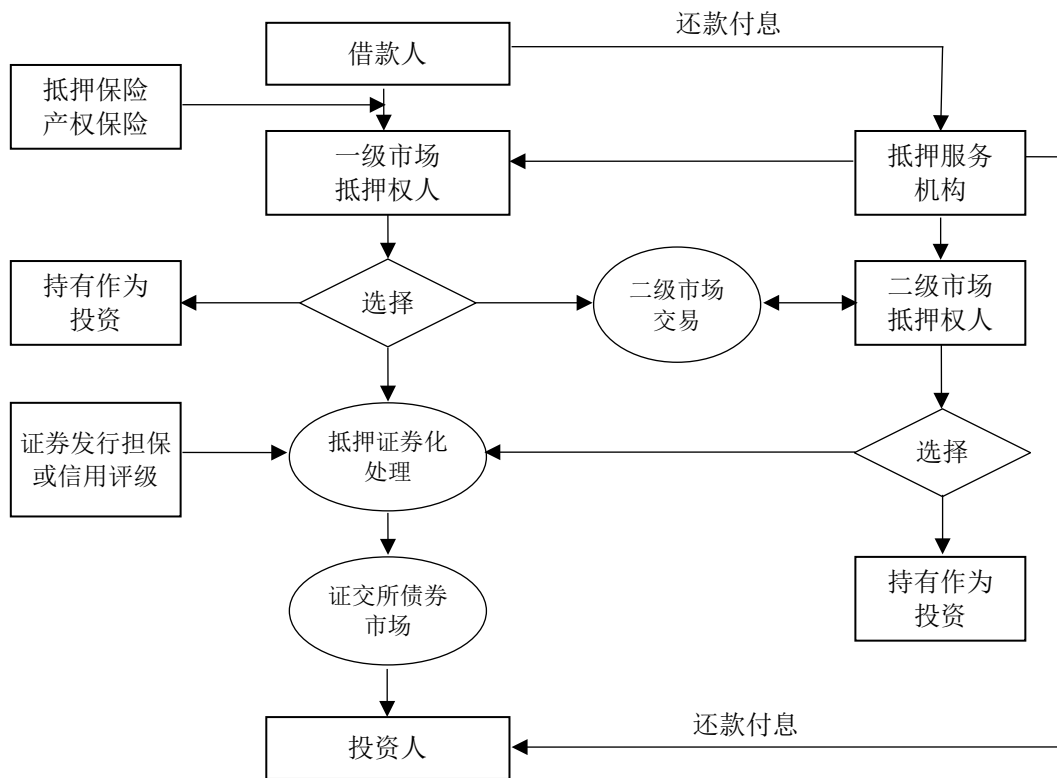 还款付息
借款人
抵押保险
产权保险
一级市场
抵押权人
抵押服务
机构
持有作为
投资
选择
二级市场
交易
二级市场
抵押权人
证券发行担保
或信用评级
抵押证券化
处理
选择
证交所债券
市场
持有作为
投资
还款付息
投资人